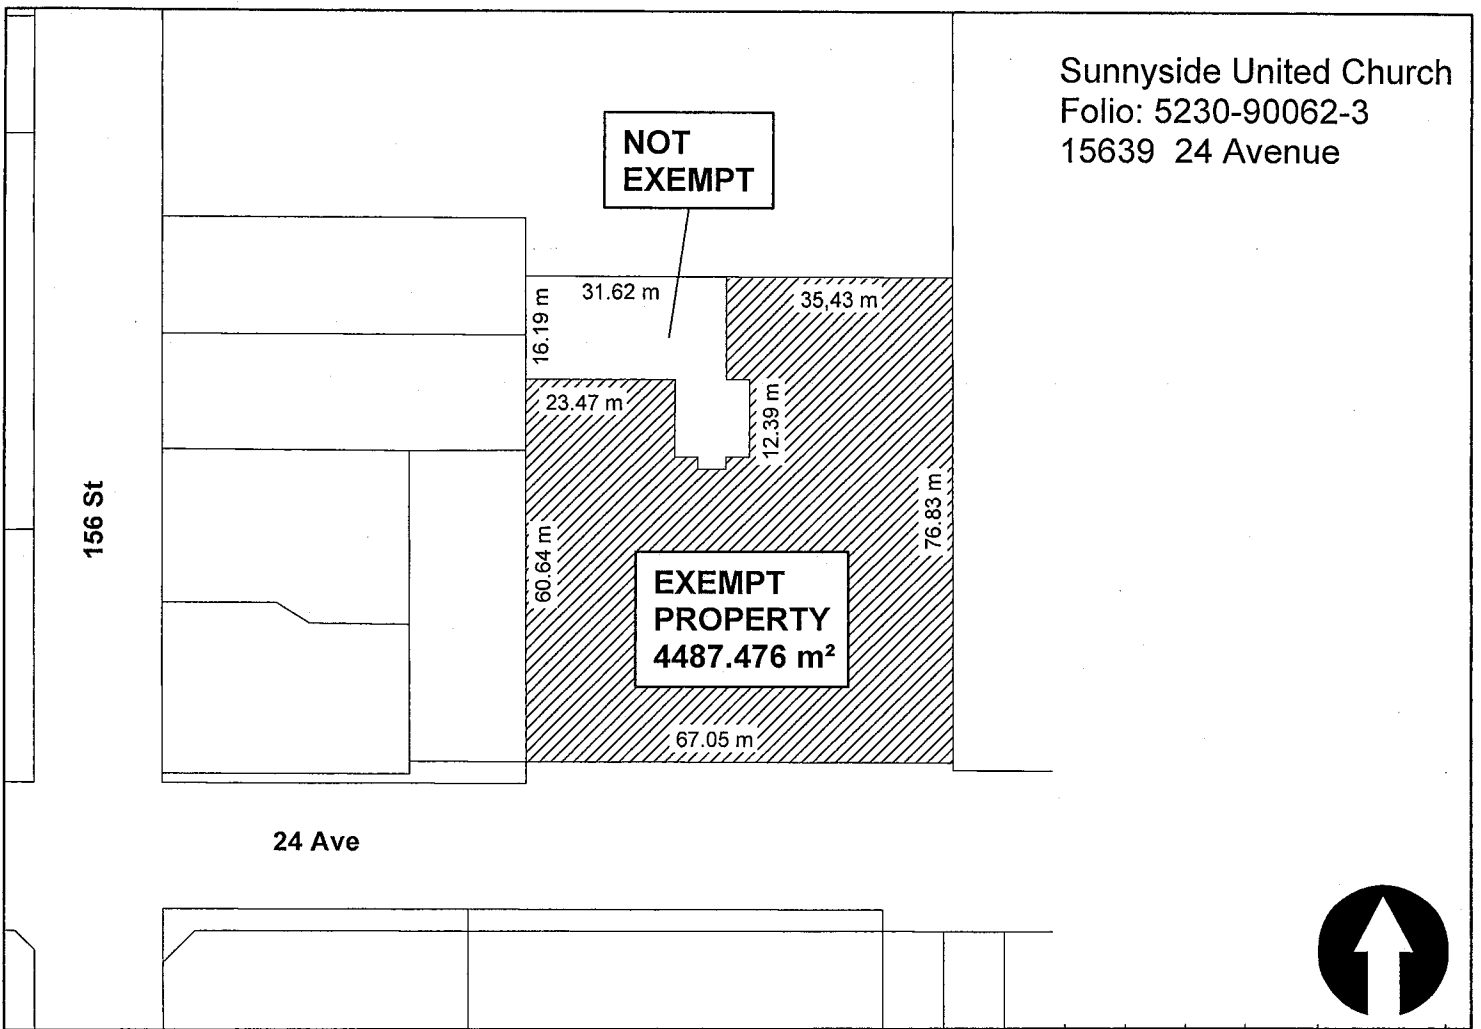 Sunnyside United Church
Folio: 5230-90062-3
15639 24 Avenue
NOT
EXEMPT
31.62 m
35,43 m
16.19 m
23.47 m
12.39 m
76.83 m
60.64 m
156 St
EXEMPT
PROPERTY
4487.476 m²
67.05 m
24 Ave